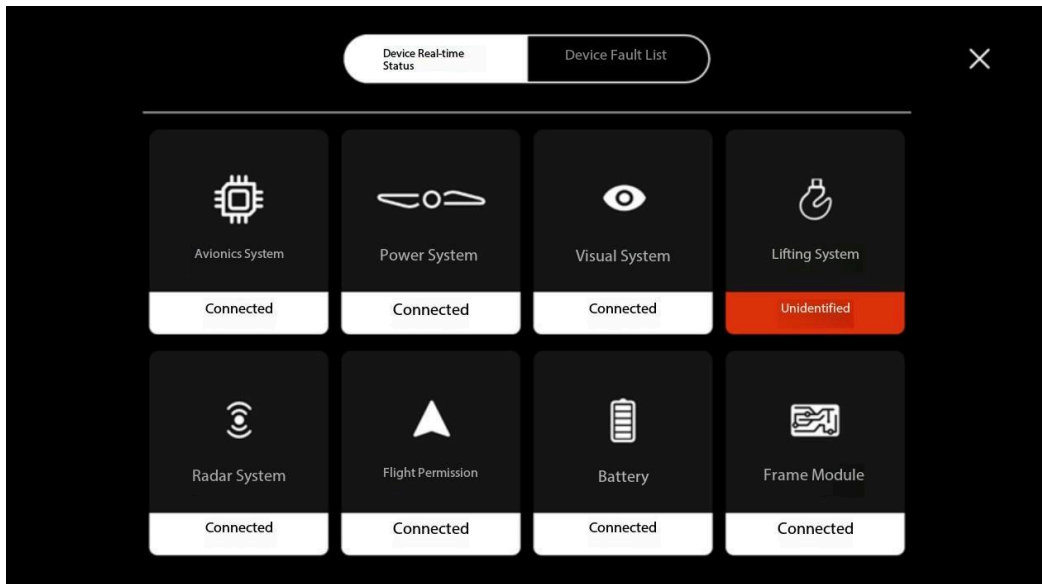 Device Real-time
Status
Device Fault List
Avionics System
Power System
Visual System
Lifting System
Connected
Connected
Connected
Unidentified
Radar System
Flight Permission
Battery
Frame Module
Connected
Connected
Connected
Connected